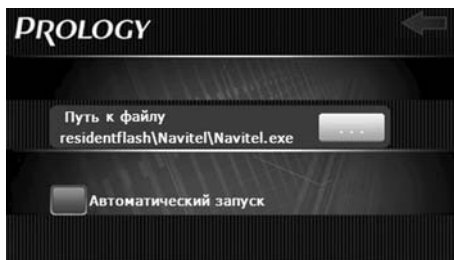 PROLOGY
Путь к файлу
residentflash\Navitel\Navitel.exe
...
Автоматический запуск